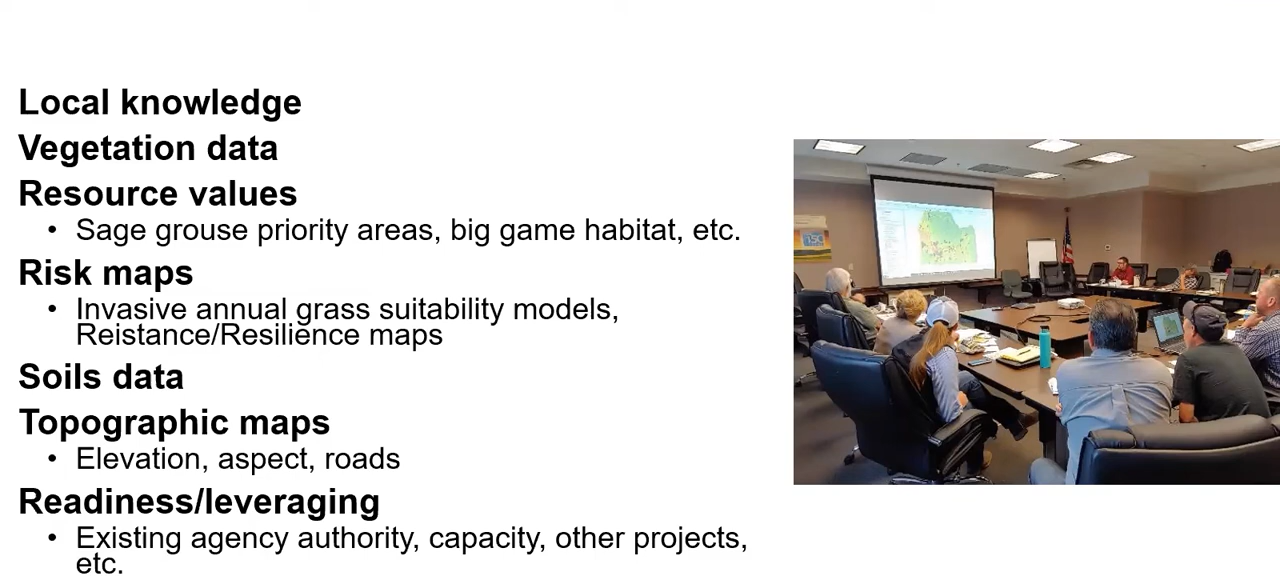 Local knowledge
Vegetation data
Resource values
• Sage grouse priority areas, big game habitat, etc.
Risk maps
• Invasive annual grass suitability models,
Reistance/Resilience maps
Soils data
Topographic maps
• Elevation, aspect, roads
Readiness/leveraging
• Existing agency authority, capacity, other projects,
etc.